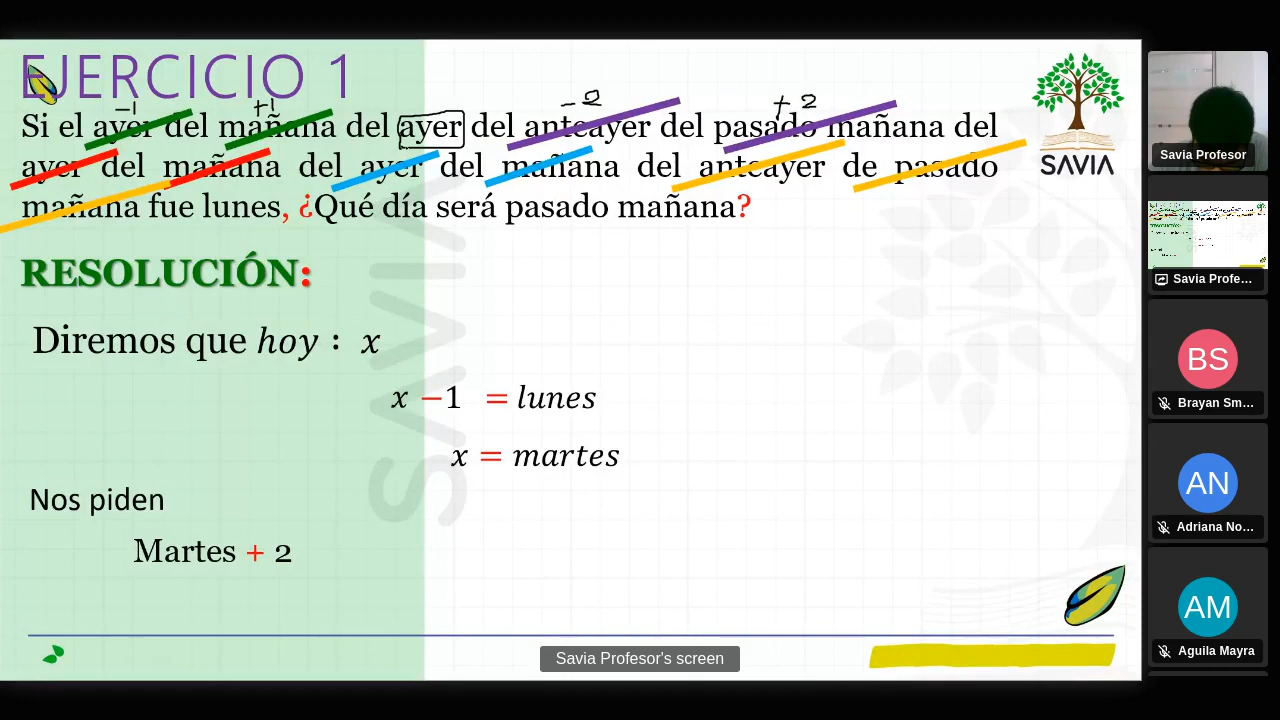 EJERCICIO 1
-1 +1 -2 +2
Si el ayer del mañana del ayer del anteayer del pasado mañana del
ayer del mañana del ayer del mañana del anteayer de pasado
mañana fue lunes, ¿Qué día será pasado mañana?
SAVIA
RESOLUCIÓN:
Diremos que hoy : x
x −1 = lunes
x = martes
Nos piden
Martes + 2
SAVIA
Savia Profesor's screen
Savia Profesor
Savia Profe...
BS
Brayan Sm...
AN
Adriana No...
AM
Aguila Mayra